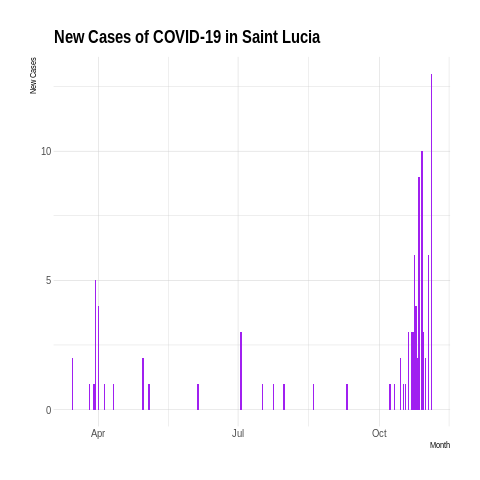 New Cases of COVID-19 in Saint Lucia
New Cases
10
5
0
Apr Jul Oct
Month